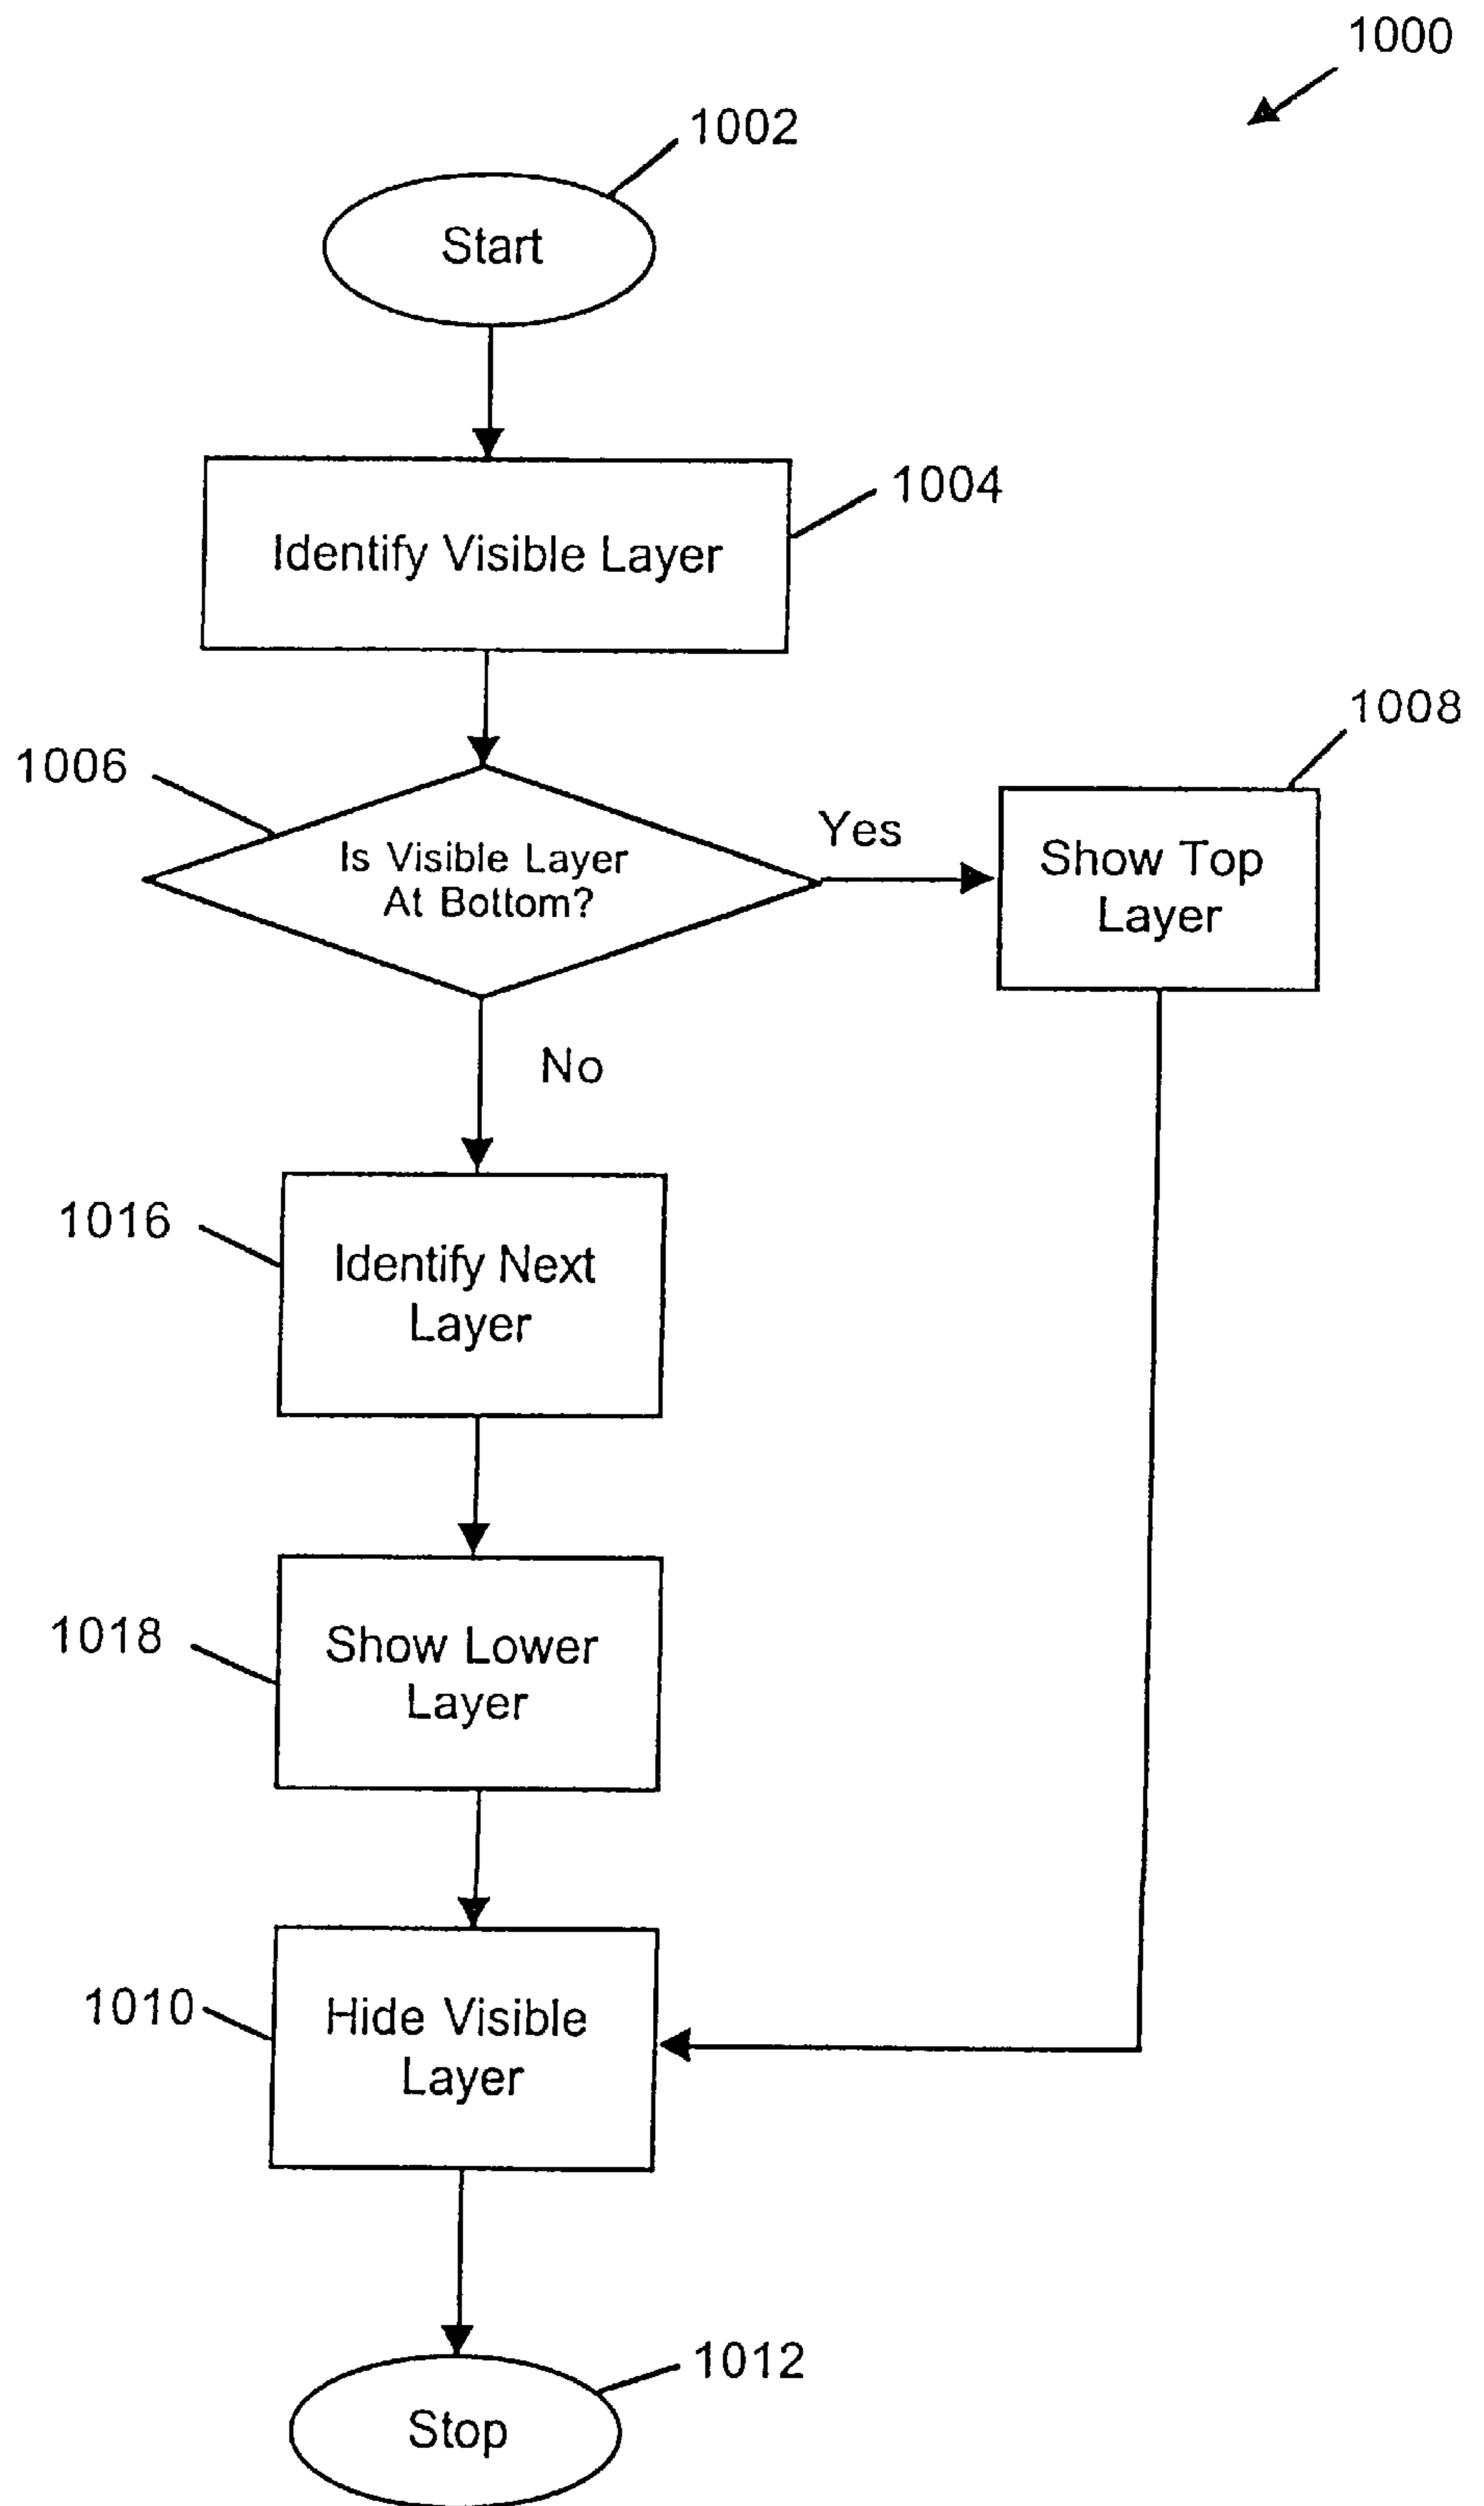 1000
1002
Start
1004
Identify Visible Layer
1006
Is Visible Layer
At Bottom?
Yes
1008
Show Top
Layer
No
1016
Identify Next
Layer
1018
Show Lower
Layer
1010
Hide Visible
Layer
1012
Stop